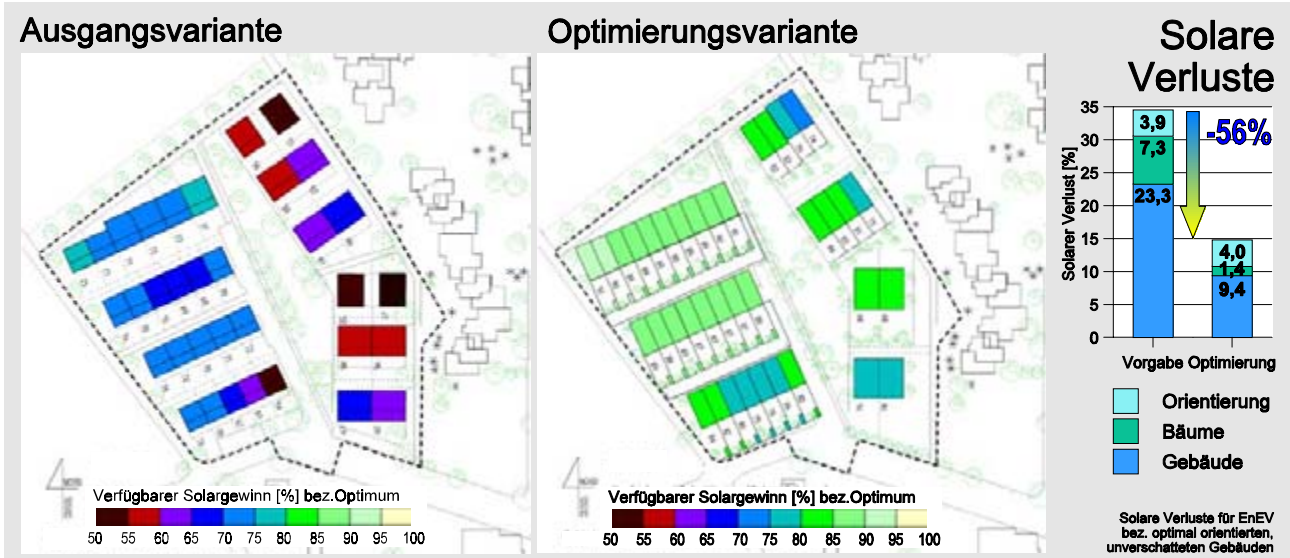 Ausgangsvariante
Verfügbarer Solargewinn [%] bez.Optimum
50 55 60 65 70 75 80 85 90 95 100
Optimierungsvariante
Verfügbarer Solargewinn [%] bez.Optimum
50 55 60 65 70 75 80 85 90 95 100
Solare
Verluste
Solarer Verlust [%]
35
30
25
20
15
10
5
0
3,9
7,3
23,3
-56%
4,0
1,4
9,4
Vorgabe Optimierung
Orientierung
Bäume
Gebäude
Solare Verluste für EnEV
bez. optimal orientierten,
unverschatteten Gebäuden